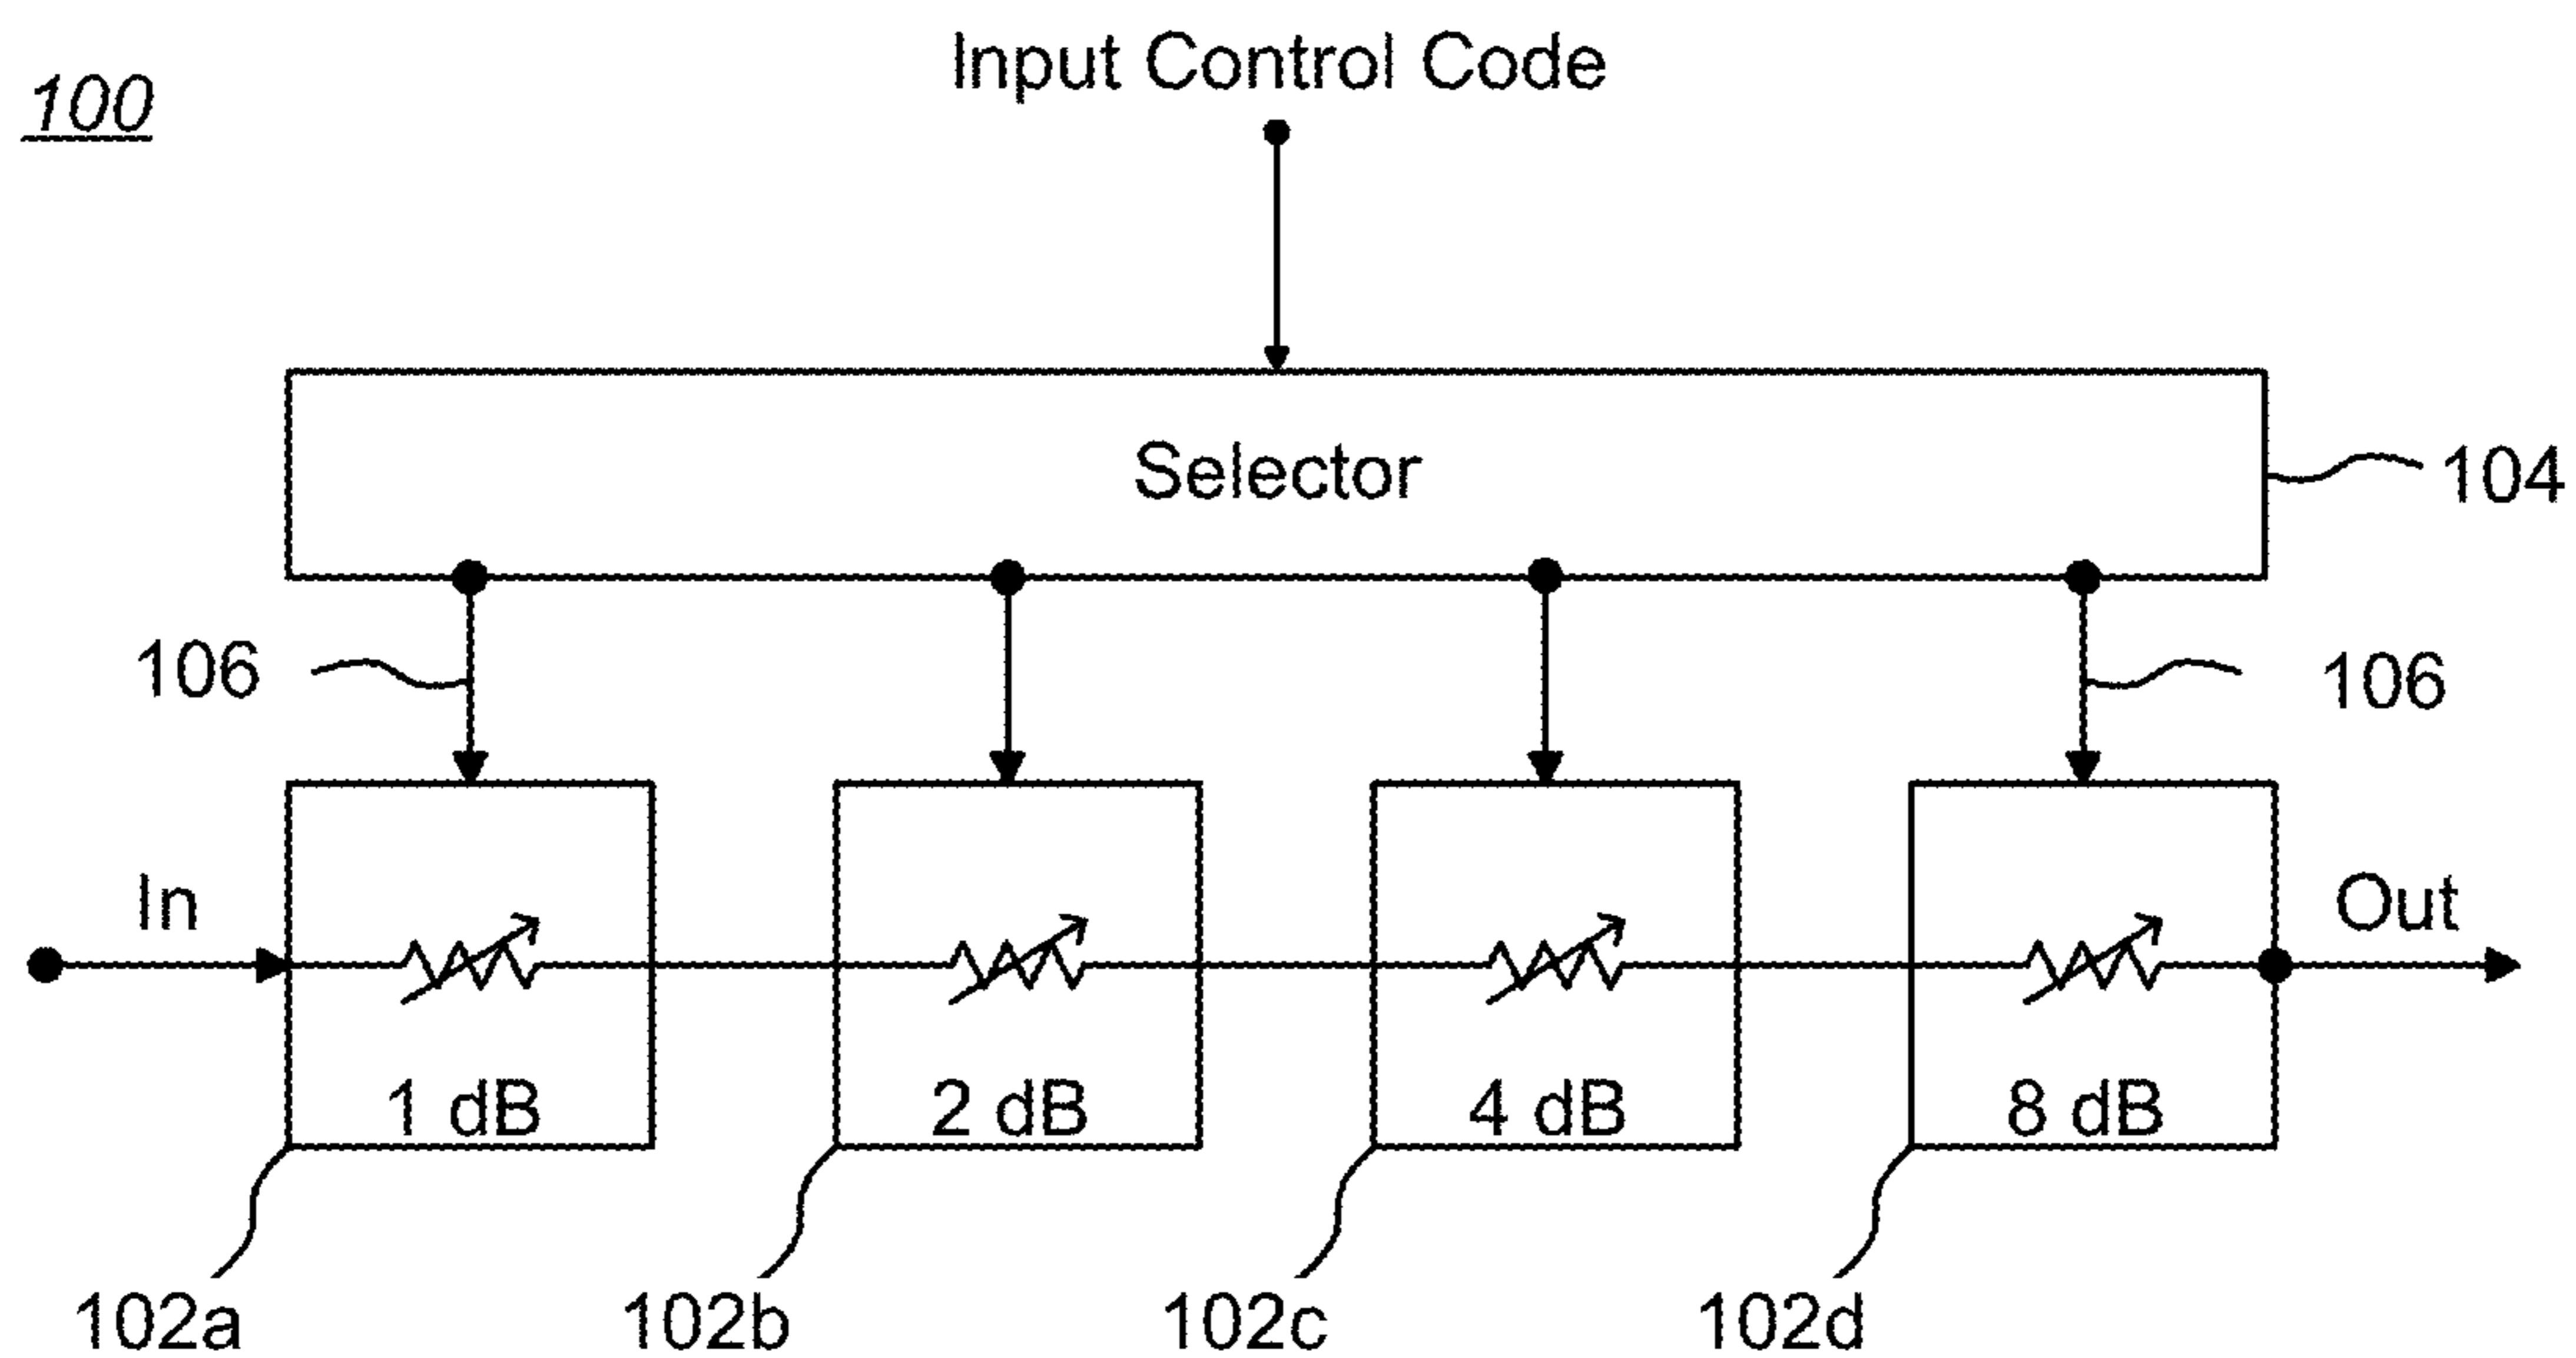 Input Control Code
100
Selector
104
106
106
In
Out
1 dB
2 dB
4 dB
8 dB
102a
102b
102c
102d